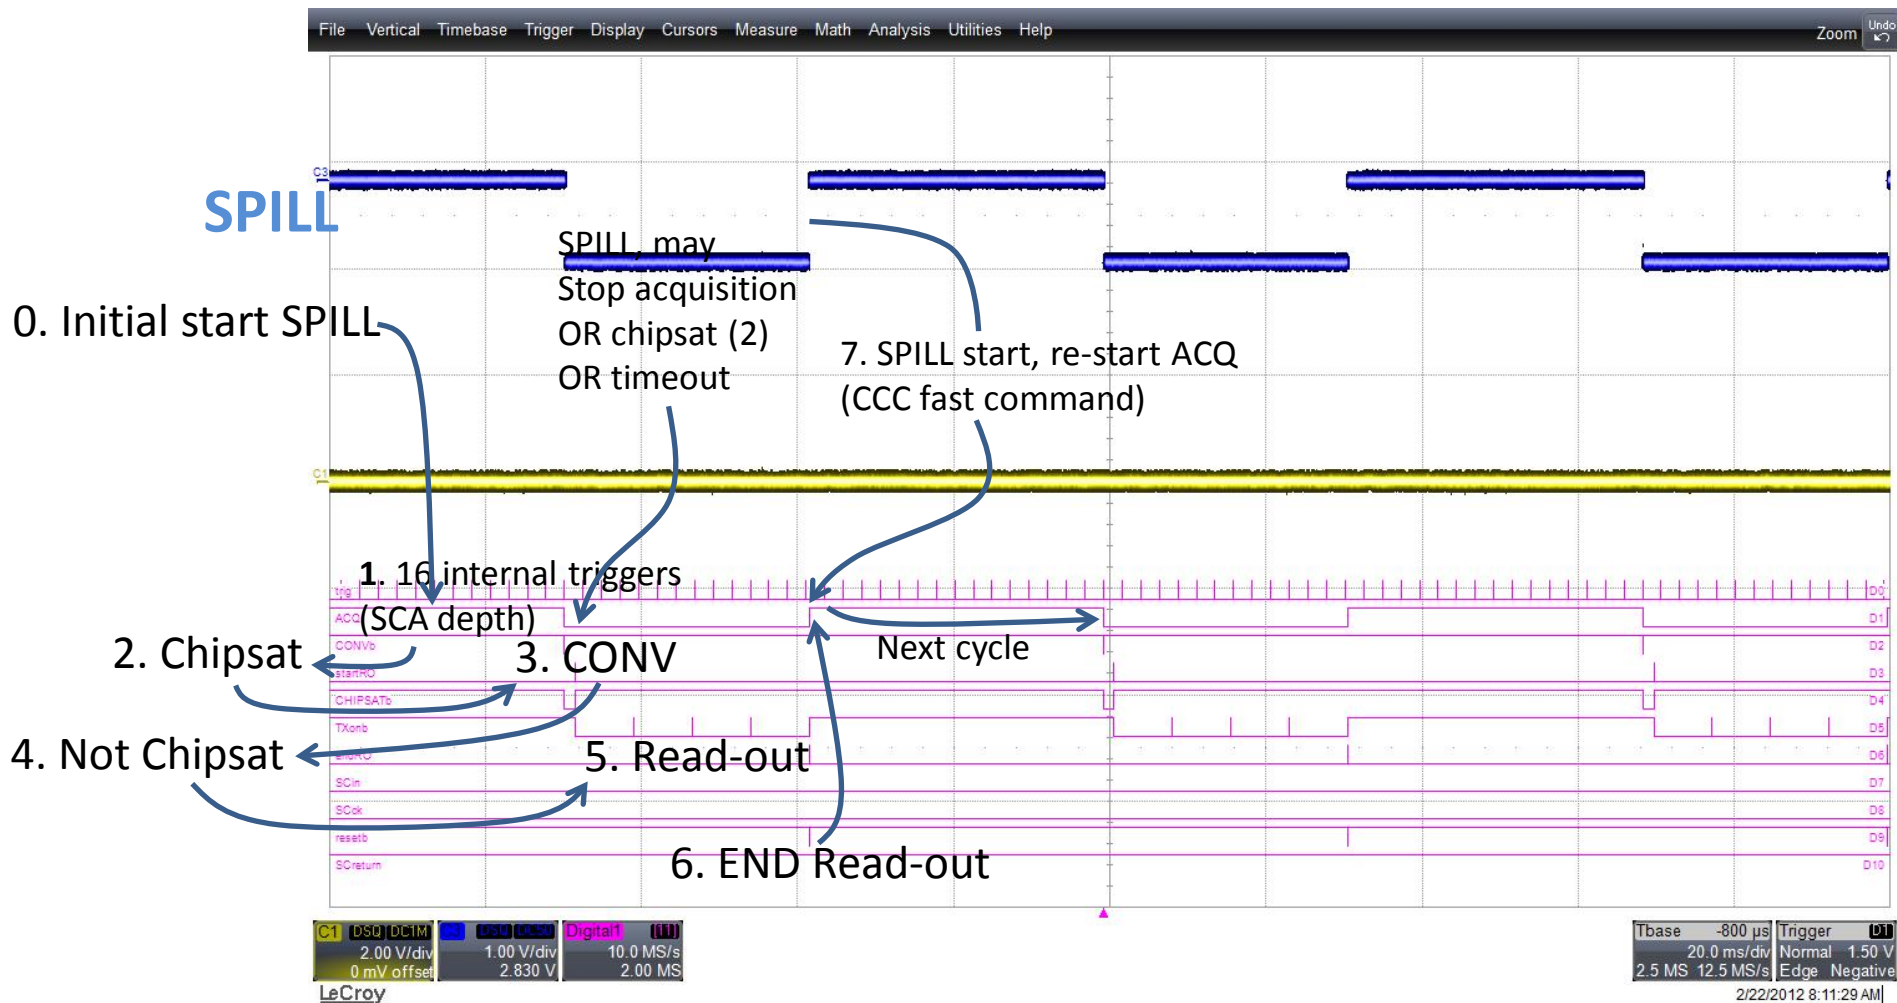 File Vertical Timebase Trigger Display Cursors Measure Math Analysis Utilities Help
Zoom Undo
C3
SPILL
SPILL, may
Stop acquisition
OR chipsat (2)
OR timeout
0. Initial start SPILL
7. SPILL start, re-start ACQ
(CCC fast command)
C1
1. 16 internal triggers
(SCA depth)
trig D0
ACQ D1
2. Chipsat
3. CONV
Next cycle
CONVb D2
startRO D3
CHIPSATb D4
TXonb D5
4. Not Chipsat
5. Read-out
D6
SCin D7
SCck D8
resetb D9
6. END Read-out
SCreturn D10
C1 DSQ DC1M
2.00 V/div
0 mV offset
C3
1.00 V/div
2.830 V
Digital1 (11)
10.0 MS/s
2.00 MS
Tbase -800 µs
20.0 ms/div
2.5 MS 12.5 MS/s
Trigger D1
Normal 1.50 V
Edge Negative
LeCroy
2/22/2012 8:11:29 AM